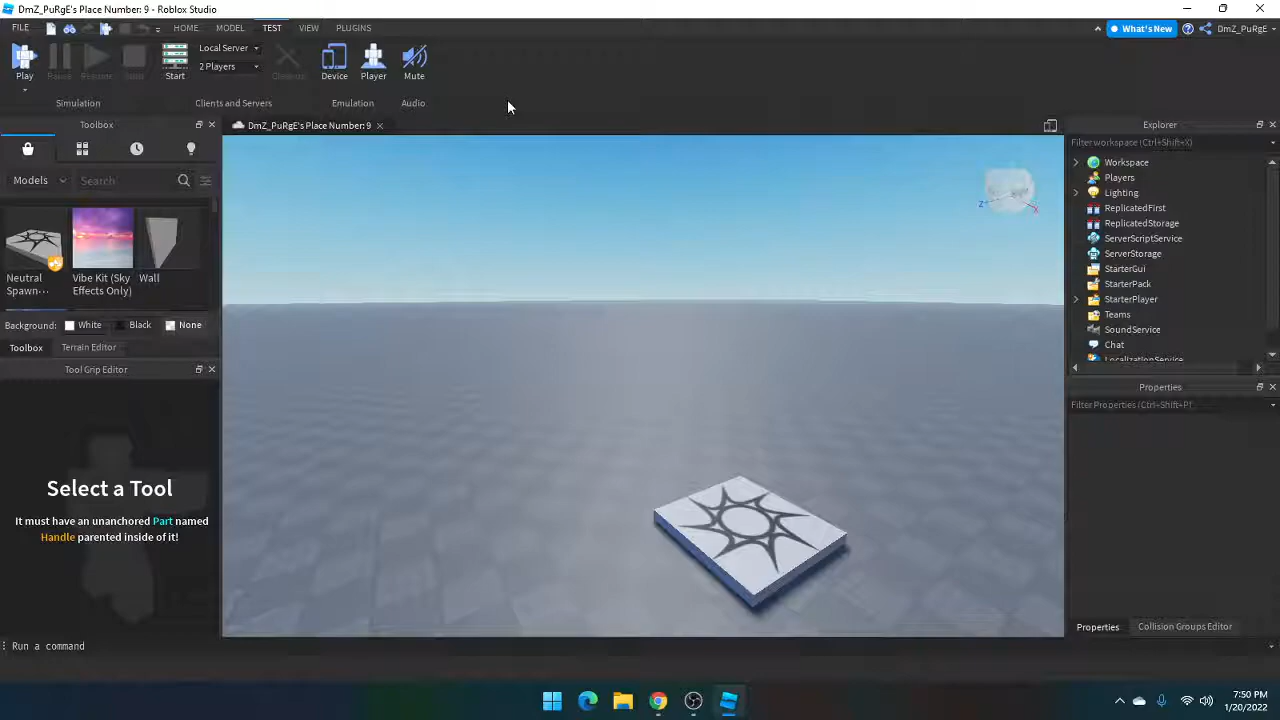 DmZ_PuRgE's Place Number: 9 - Roblox Studio
FILE
HOME
MODEL
TEST
VIEW
PLUGINS
What's New
DmZ_PuRgE
Play
Pause
Resume
Start
Local Server
2 Players
Cleanup
Device
Player
Mute
Simulation
Clients and Servers
Emulation
Audio
Toolbox
DmZ_PuRgE's Place Number: 9
Explorer
Filter workspace (Ctrl+Shift+X)
Models
Search
Neutral
Spawn···
Vibe Kit (Sky
Effects Only)
Wall
Background:
White
Black
None
Toolbox
Terrain Editor
Tool Grip Editor
Select a Tool
It must have an unanchored Part named
Handle parented inside of it!
Z
X
Workspace
Players
Lighting
ReplicatedFirst
ReplicatedStorage
ServerScriptService
ServerStorage
StarterGui
StarterPack
StarterPlayer
Teams
SoundService
Chat
LocalizationService
Properties
Filter Properties (Ctrl+Shift+P)
Properties
Collision Groups Editor
Run a command
7:50 PM
1/20/2022